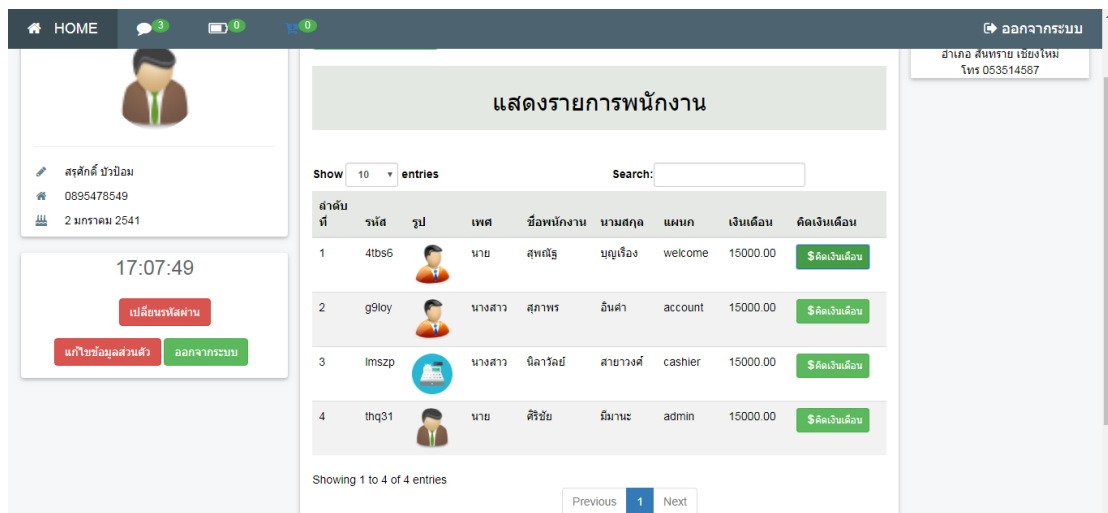 HOME 3 0 0 ออกจากระบบ
อำเภอ สันทราย เชียงใหม่
โทร 053514587
สรุศักดิ์ บัวป้อม
0895478549
2 มกราคม 2541
17:07:49
เปลี่ยนรหัสผ่าน
แก้ไขข้อมูลส่วนตัว ออกจากระบบ
แสดงรายการพนักงาน
Show 10 entries Search:
ลำดับที่ รหัส รูป เพศ ชื่อพนักงาน นามสกุล แผนก เงินเดือน คิดเงินเดือน
1 4tbs6 นาย สุพณัฐ บุญเรือง welcome 15000.00 $คิดเงินเดือน
2 g9loy นางสาว สุภาพร อินคำ account 15000.00 $คิดเงินเดือน
3 lmszp นางสาว นิลาวัลย์ สายาวงศ์ cashier 15000.00 $คิดเงินเดือน
4 thq31 นาย ศิริชัย มีมานะ admin 15000.00 $คิดเงินเดือน
Showing 1 to 4 of 4 entries
Previous 1 Next